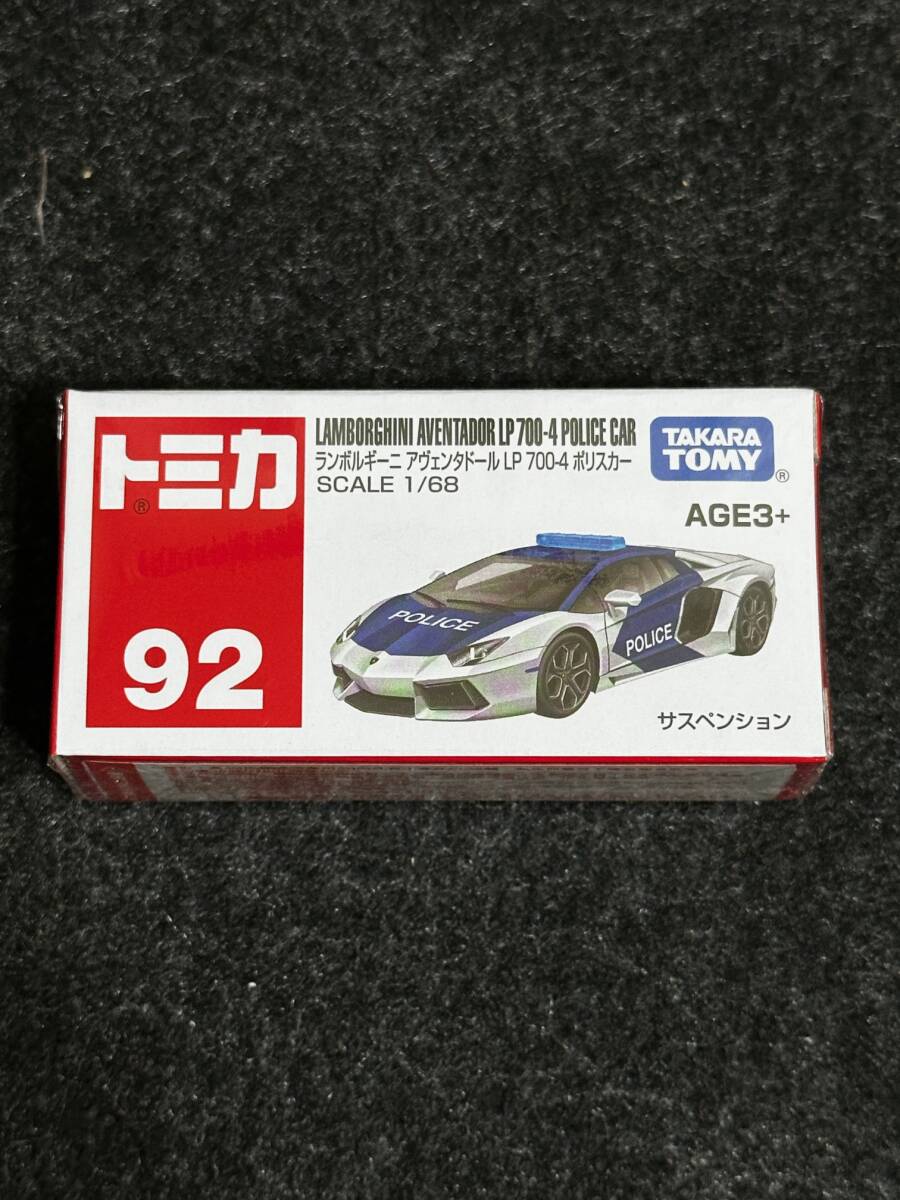 トミカ
®
92
LAMBORGHINI AVENTADOR LP 700-4 POLICE CAR
ランボルギーニ アヴェンタドール LP 700-4 ポリスカー
SCALE 1/68
TAKARA
TOMY
®
AGE3+
POLICE
POLICE
サスペンション